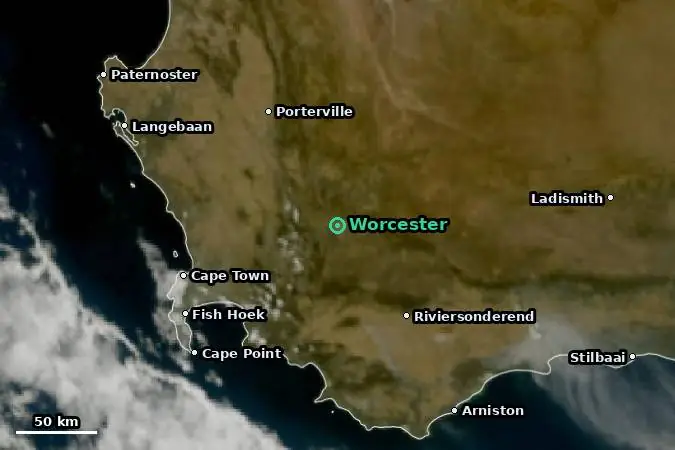 Paternoster
Porterville
Langebaan
Ladismith
Worcester
Cape Town
Fish Hoek
Riviersonderend
Cape Point
Stilbaai
Arniston
50 km